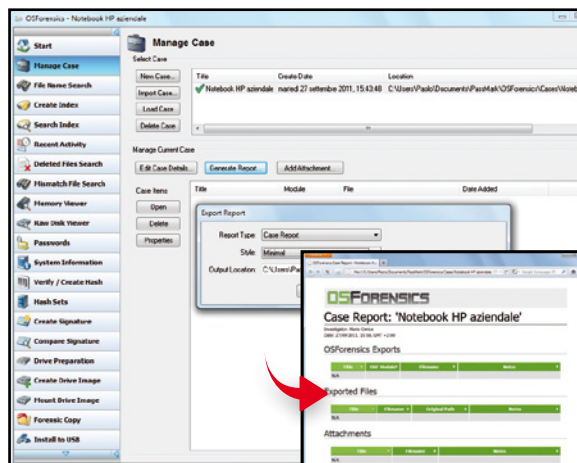 OSForensics - Notebook HP aziendale
Start
Manage Case
File Name Search
Create Index
Search Index
Recent Activity
Deleted Files Search
Mismatch File Search
Memory Viewer
Raw Disk Viewer
Passwords
System Information
Verify / Create Hash
Hash Sets
Create Signature
Compare Signature
Drive Preparation
Create Drive Image
Mount Drive Image
Forensic Copy
Install to USB
Manage Case
Select Case
New Case...
Import Case...
Load Case
Delete Case
Title Create Date Location
Notebook HP aziendale martedì 27 settembre 2011, 15:43:48 C:\Users\Paolo\Documents\PassMark\OSForensics\Cases\Noteb
Manage Current Case
Edit Case Details... Generate Report... Add Attachment...
Case Items
Open
Delete
Properties
Title Module File Date Added
Export Report
Report Type: Case Report
Style: Minimal
Output Location: C:\Users\Pao
OSFORENSICS
Case Report: 'Notebook HP aziendale'
OSForensics Exports
Title OSF Module Filename Notes
N/A
Exported Files
Title Filename Original Path Notes
N/A
Attachments
Title Filename Notes
N/A